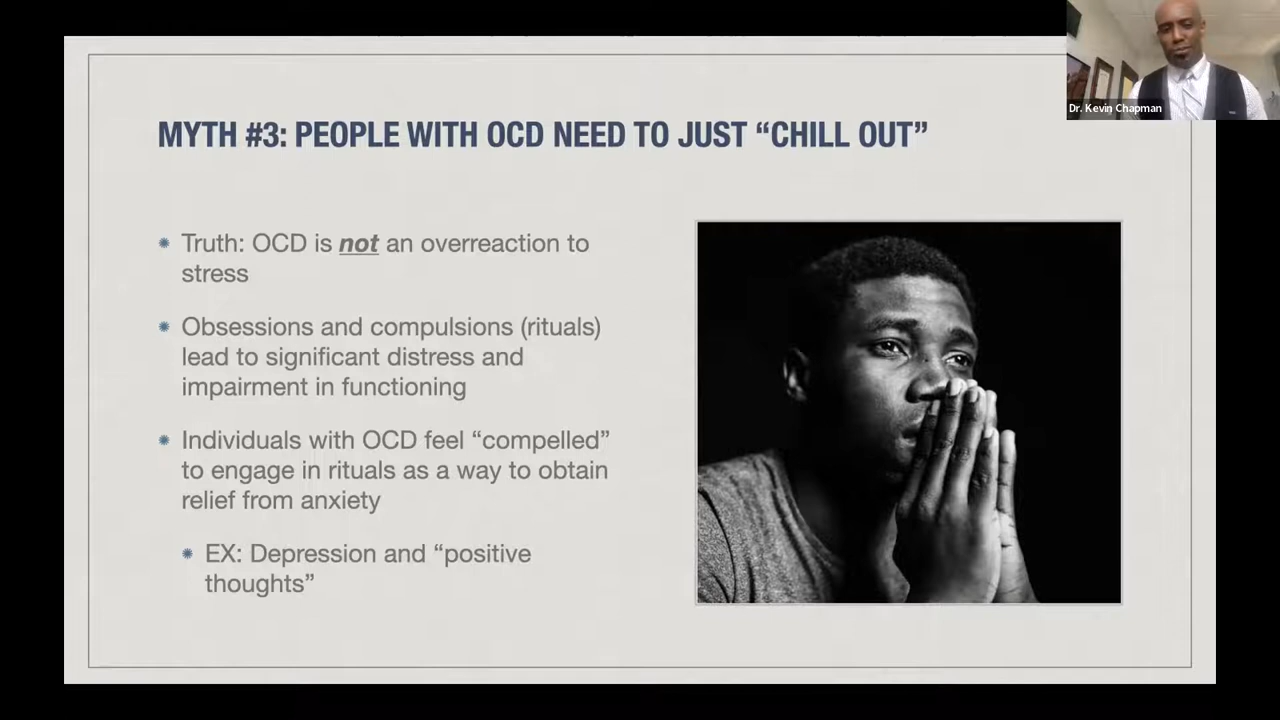 Dr. Kevin Chapman
MYTH #3: PEOPLE WITH OCD NEED TO JUST “CHILL OUT”
Truth: OCD is not an overreaction to
stress
Obsessions and compulsions (rituals)
lead to significant distress and
impairment in functioning
Individuals with OCD feel “compelled”
to engage in rituals as a way to obtain
relief from anxiety
EX: Depression and “positive
thoughts”